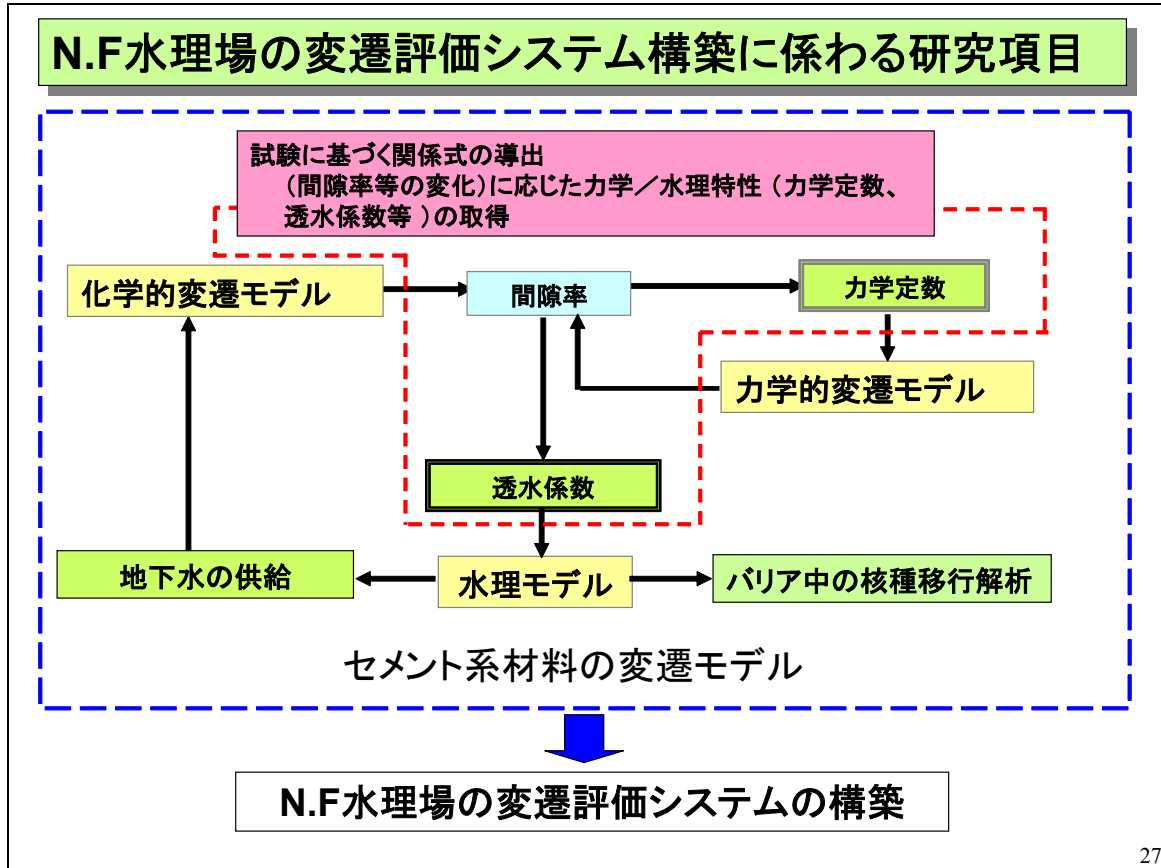 N.F水理場の変遷評価システム構築に係わる研究項目
試験に基づく関係式の導出
（間隙率等の変化）に応じた力学／水理特性（力学定数、
透水係数等 ）の取得
化学的変遷モデル
間隙率
力学定数
力学的変遷モデル
透水係数
地下水の供給
水理モデル
バリア中の核種移行解析
セメント系材料の変遷モデル
N.F水理場の変遷評価システムの構築
27